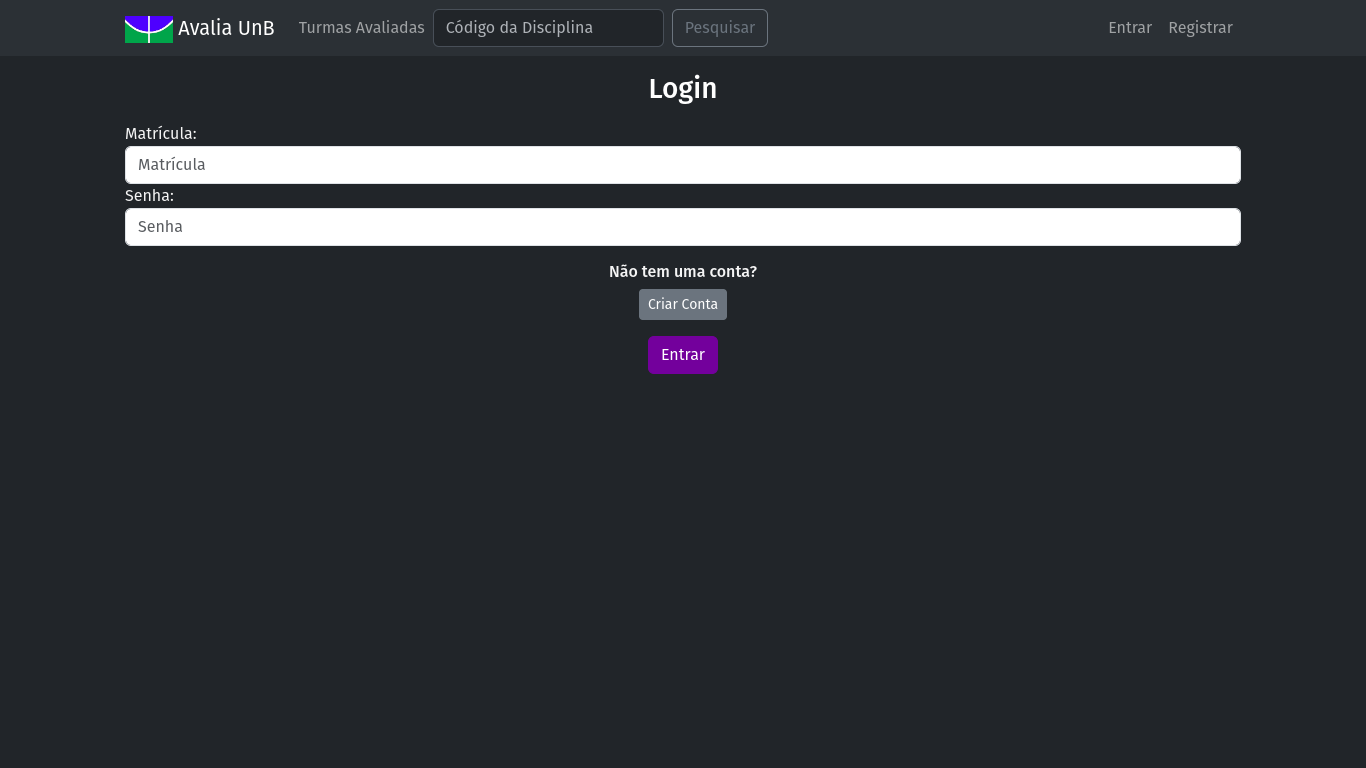 Avalia UnB Turmas Avaliadas Código da Disciplina Pesquisar Entrar Registrar
Login
Matrícula:
Matrícula
Senha:
Senha
Não tem uma conta?
Criar Conta
Entrar